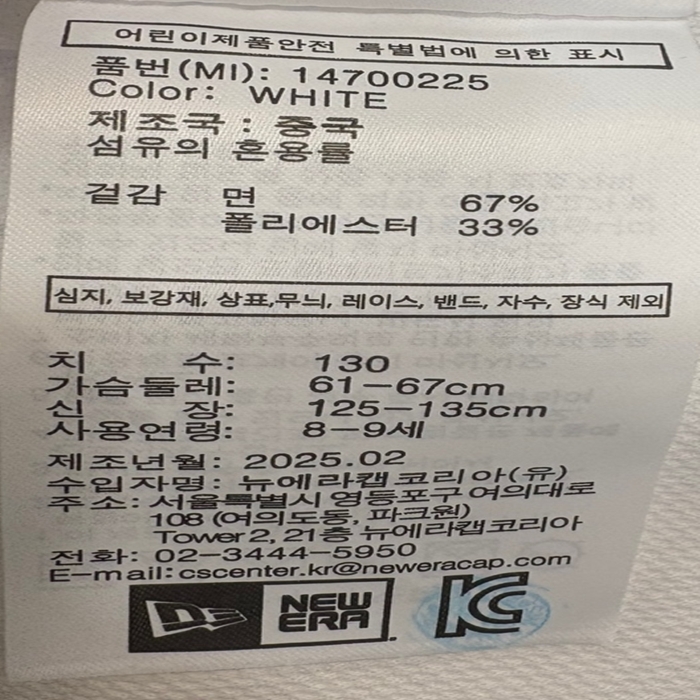 어린이제품안전 특별법에 의한 표시
품번(MI): 14700225
Color: WHITE
제조국 : 중국
섬유의 혼용률
겉감 면 67%
폴리에스터 33%
심지, 보강재, 상표,무늬, 레이스, 밴드, 자수, 장식 제외
치 수: 130
가슴둘레: 61-67cm
신 장: 125-135cm
사용연령: 8-9세
제조년월: 2025.02
수입자명: 뉴에라캡코리아(유)
주소: 서울특별시 영등포구 여의대로
108 (여의도동, 파크원)
Tower 2, 21층 뉴에라캡코리아
전화: 02-3444-5950
E-mail:cscenter.kr@neweracap.com
NE NEW ERA
KC